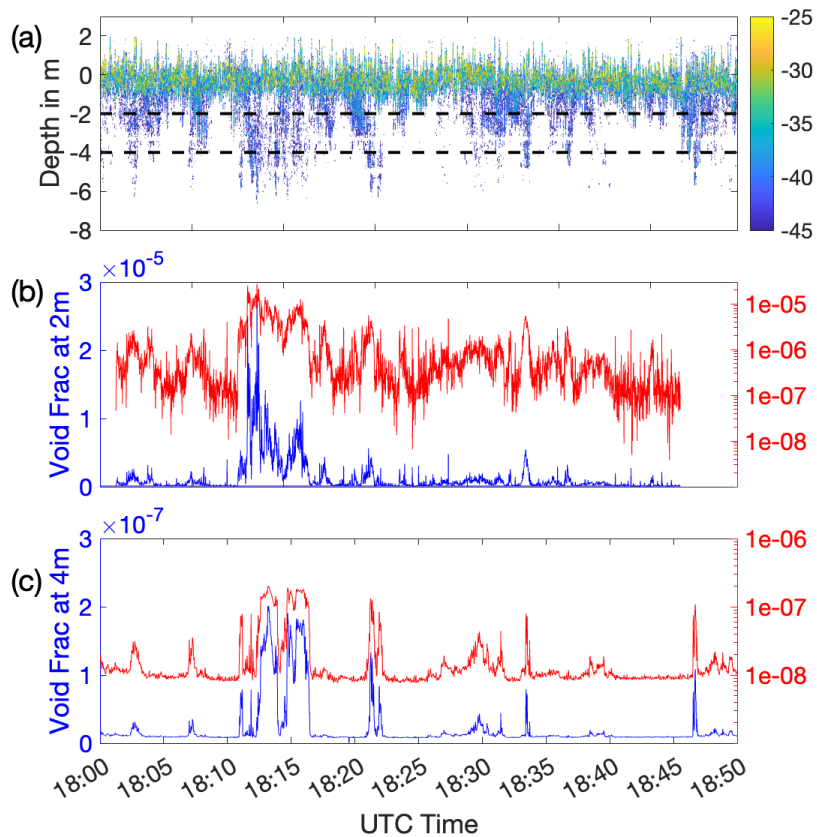 (a)
Depth in m
2
0
-2
-4
-6
-8
-25
-30
-35
-40
-45
(b)
Void Frac at 2m
×10⁻⁵
3
2
1
0
1e-05
1e-06
1e-07
1e-08
(c)
Void Frac at 4m
×10⁻⁷
3
2
1
0
1e-06
1e-07
1e-08
18:00 18:05 18:10 18:15 18:20 18:25 18:30 18:35 18:40 18:45 18:50
UTC Time